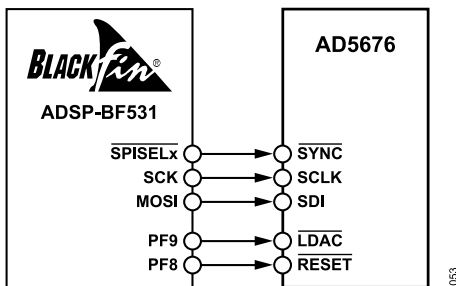 BLACKfin®
ADSP-BF531
SPISELx
SCK
MOSI
PF9
PF8
AD5676
SYNC
SCLK
SDI
LDAC
RESET
053